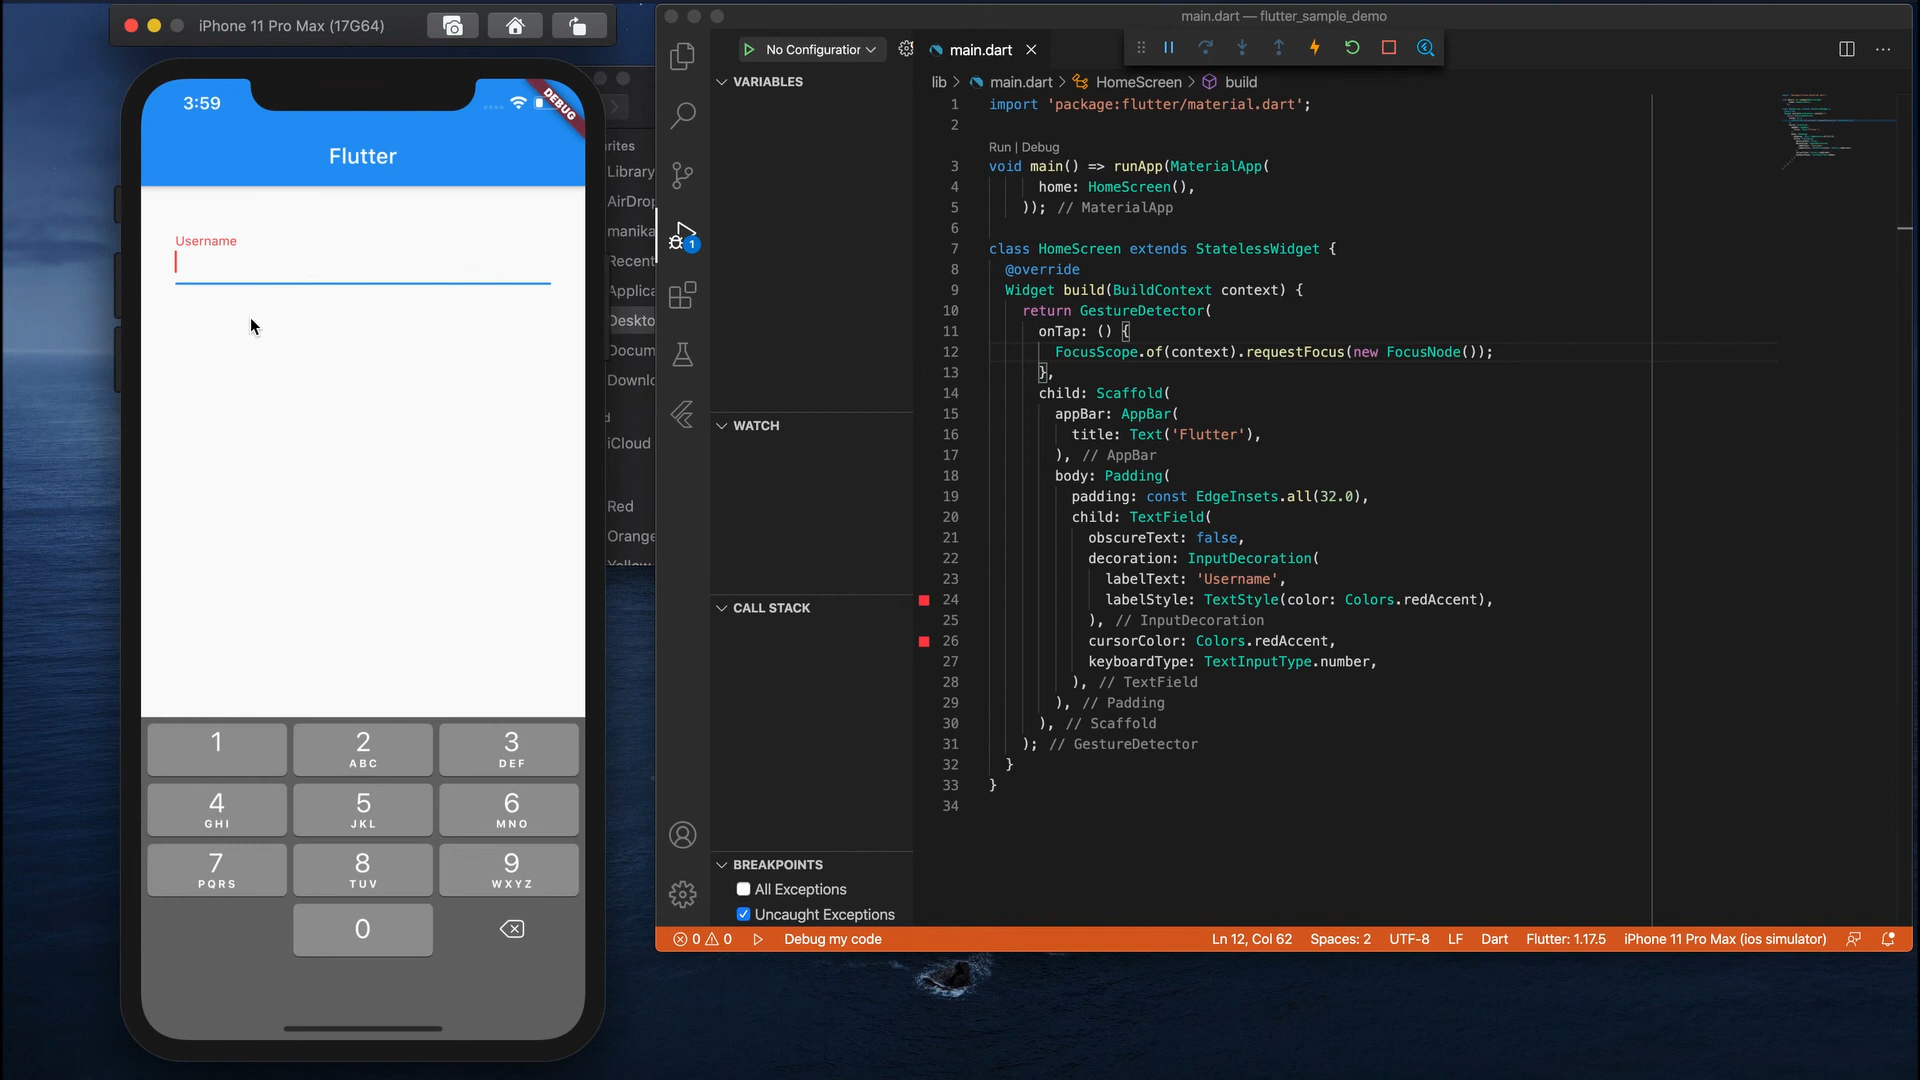 iPhone 11 Pro Max (17G64)
3:59
DEBUG
Flutter
Username
1
2
ABC
3
DEF
4
GHI
5
JKL
6
MNO
7
PQRS
8
TUV
9
WXYZ
0
rites
Library
AirDrop
manika
Recent
Applica
Deskto
Docum
Downlo
d
iCloud
Red
Orange
Yellow
main.dart — flutter_sample_demo
No Configuration
main.dart
VARIABLES
WATCH
CALL STACK
BREAKPOINTS
All Exceptions
Uncaught Exceptions
1
lib > main.dart > HomeScreen > build
1 import 'package:flutter/material.dart';
2
Run | Debug
3 void main() => runApp(MaterialApp(
4 home: HomeScreen(),
5 )); // MaterialApp
6
7 class HomeScreen extends StatelessWidget {
8 @override
9 Widget build(BuildContext context) {
10 return GestureDetector(
11 onTap: () {
12 FocusScope.of(context).requestFocus(new FocusNode());
13 },
14 child: Scaffold(
15 appBar: AppBar(
16 title: Text('Flutter'),
17 ), // AppBar
18 body: Padding(
19 padding: const EdgeInsets.all(32.0),
20 child: TextField(
21 obscureText: false,
22 decoration: InputDecoration(
23 labelText: 'Username',
24 labelStyle: TextStyle(color: Colors.redAccent),
25 ), // InputDecoration
26 cursorColor: Colors.redAccent,
27 keyboardType: TextInputType.number,
28 ), // TextField
29 ), // Padding
30 ), // Scaffold
31 ); // GestureDetector
32 }
33 }
34
0 0 Debug my code Ln 12, Col 62 Spaces: 2 UTF-8 LF Dart Flutter: 1.17.5 iPhone 11 Pro Max (ios simulator)